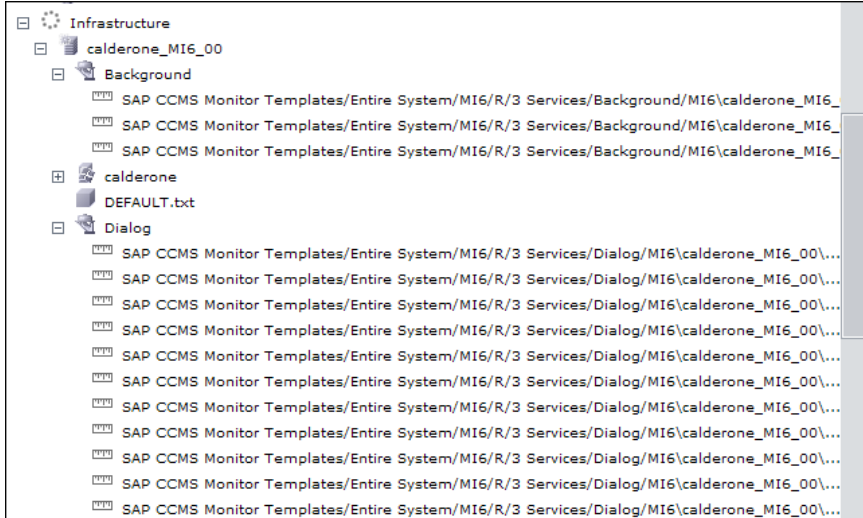 Infrastructure
calderone_MI6_00
Background
SAP CCMS Monitor Templates/Entire System/MI6/R/3 Services/Background/MI6\calderone_MI6_
SAP CCMS Monitor Templates/Entire System/MI6/R/3 Services/Background/MI6\calderone_MI6_
SAP CCMS Monitor Templates/Entire System/MI6/R/3 Services/Background/MI6\calderone_MI6_
calderone
DEFAULT.txt
Dialog
SAP CCMS Monitor Templates/Entire System/MI6/R/3 Services/Dialog/MI6\calderone_MI6_00\...
SAP CCMS Monitor Templates/Entire System/MI6/R/3 Services/Dialog/MI6\calderone_MI6_00\...
SAP CCMS Monitor Templates/Entire System/MI6/R/3 Services/Dialog/MI6\calderone_MI6_00\...
SAP CCMS Monitor Templates/Entire System/MI6/R/3 Services/Dialog/MI6\calderone_MI6_00\...
SAP CCMS Monitor Templates/Entire System/MI6/R/3 Services/Dialog/MI6\calderone_MI6_00\...
SAP CCMS Monitor Templates/Entire System/MI6/R/3 Services/Dialog/MI6\calderone_MI6_00\...
SAP CCMS Monitor Templates/Entire System/MI6/R/3 Services/Dialog/MI6\calderone_MI6_00\...
SAP CCMS Monitor Templates/Entire System/MI6/R/3 Services/Dialog/MI6\calderone_MI6_00\...
SAP CCMS Monitor Templates/Entire System/MI6/R/3 Services/Dialog/MI6\calderone_MI6_00\...
SAP CCMS Monitor Templates/Entire System/MI6/R/3 Services/Dialog/MI6\calderone_MI6_00\...
SAP CCMS Monitor Templates/Entire System/MI6/R/3 Services/Dialog/MI6\calderone_MI6_00\...